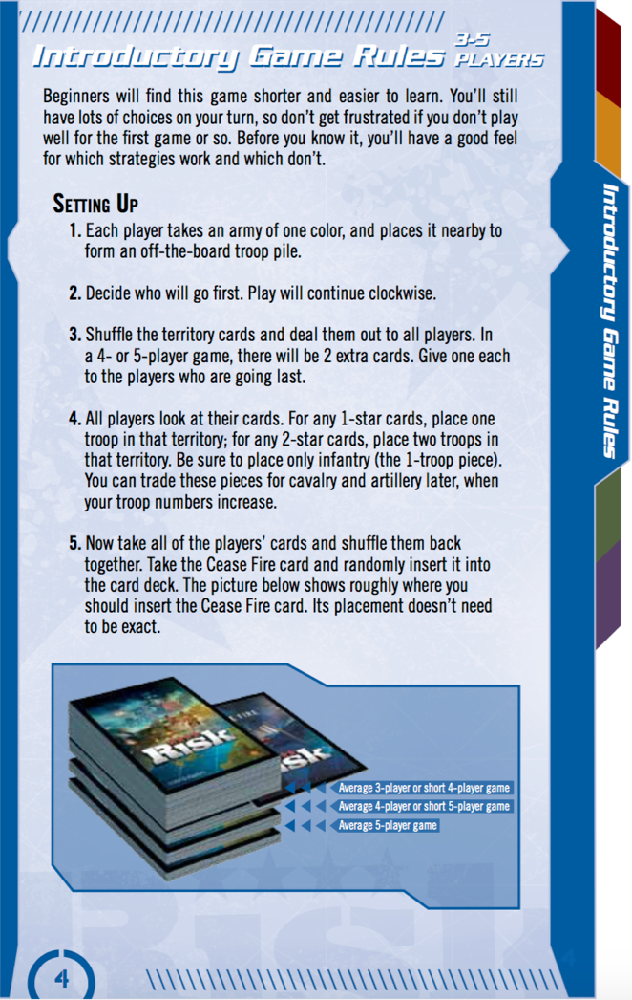 Introductory Game Rules 3-5
PLAYERS
Beginners will find this game shorter and easier to learn. You'll still
have lots of choices on your turn, so don't get frustrated if you don't play
well for the first game or so. Before you know it, you'll have a good feel
for which strategies work and which don't.
SETTING UP
1. Each player takes an army of one color, and places it nearby to
form an off-the-board troop pile.
2. Decide who will go first. Play will continue clockwise.
3. Shuffle the territory cards and deal them out to all players. In
a 4- or 5-player game, there will be 2 extra cards. Give one each
to the players who are going last.
4. All players look at their cards. For any 1-star cards, place one
troop in that territory; for any 2-star cards, place two troops in
that territory. Be sure to place only infantry (the 1-troop piece).
You can trade these pieces for cavalry and artillery later, when
your troop numbers increase.
5. Now take all of the players' cards and shuffle them back
together. Take the Cease Fire card and randomly insert it into
the card deck. The picture below shows roughly where you
should insert the Cease Fire card. Its placement doesn't need
to be exact.
FIRE
RISK
Average 3-player or short 4-player game
Average 4-player or short 5-player game
Average 5-player game
RISK
4
4
Introductory Game Rules